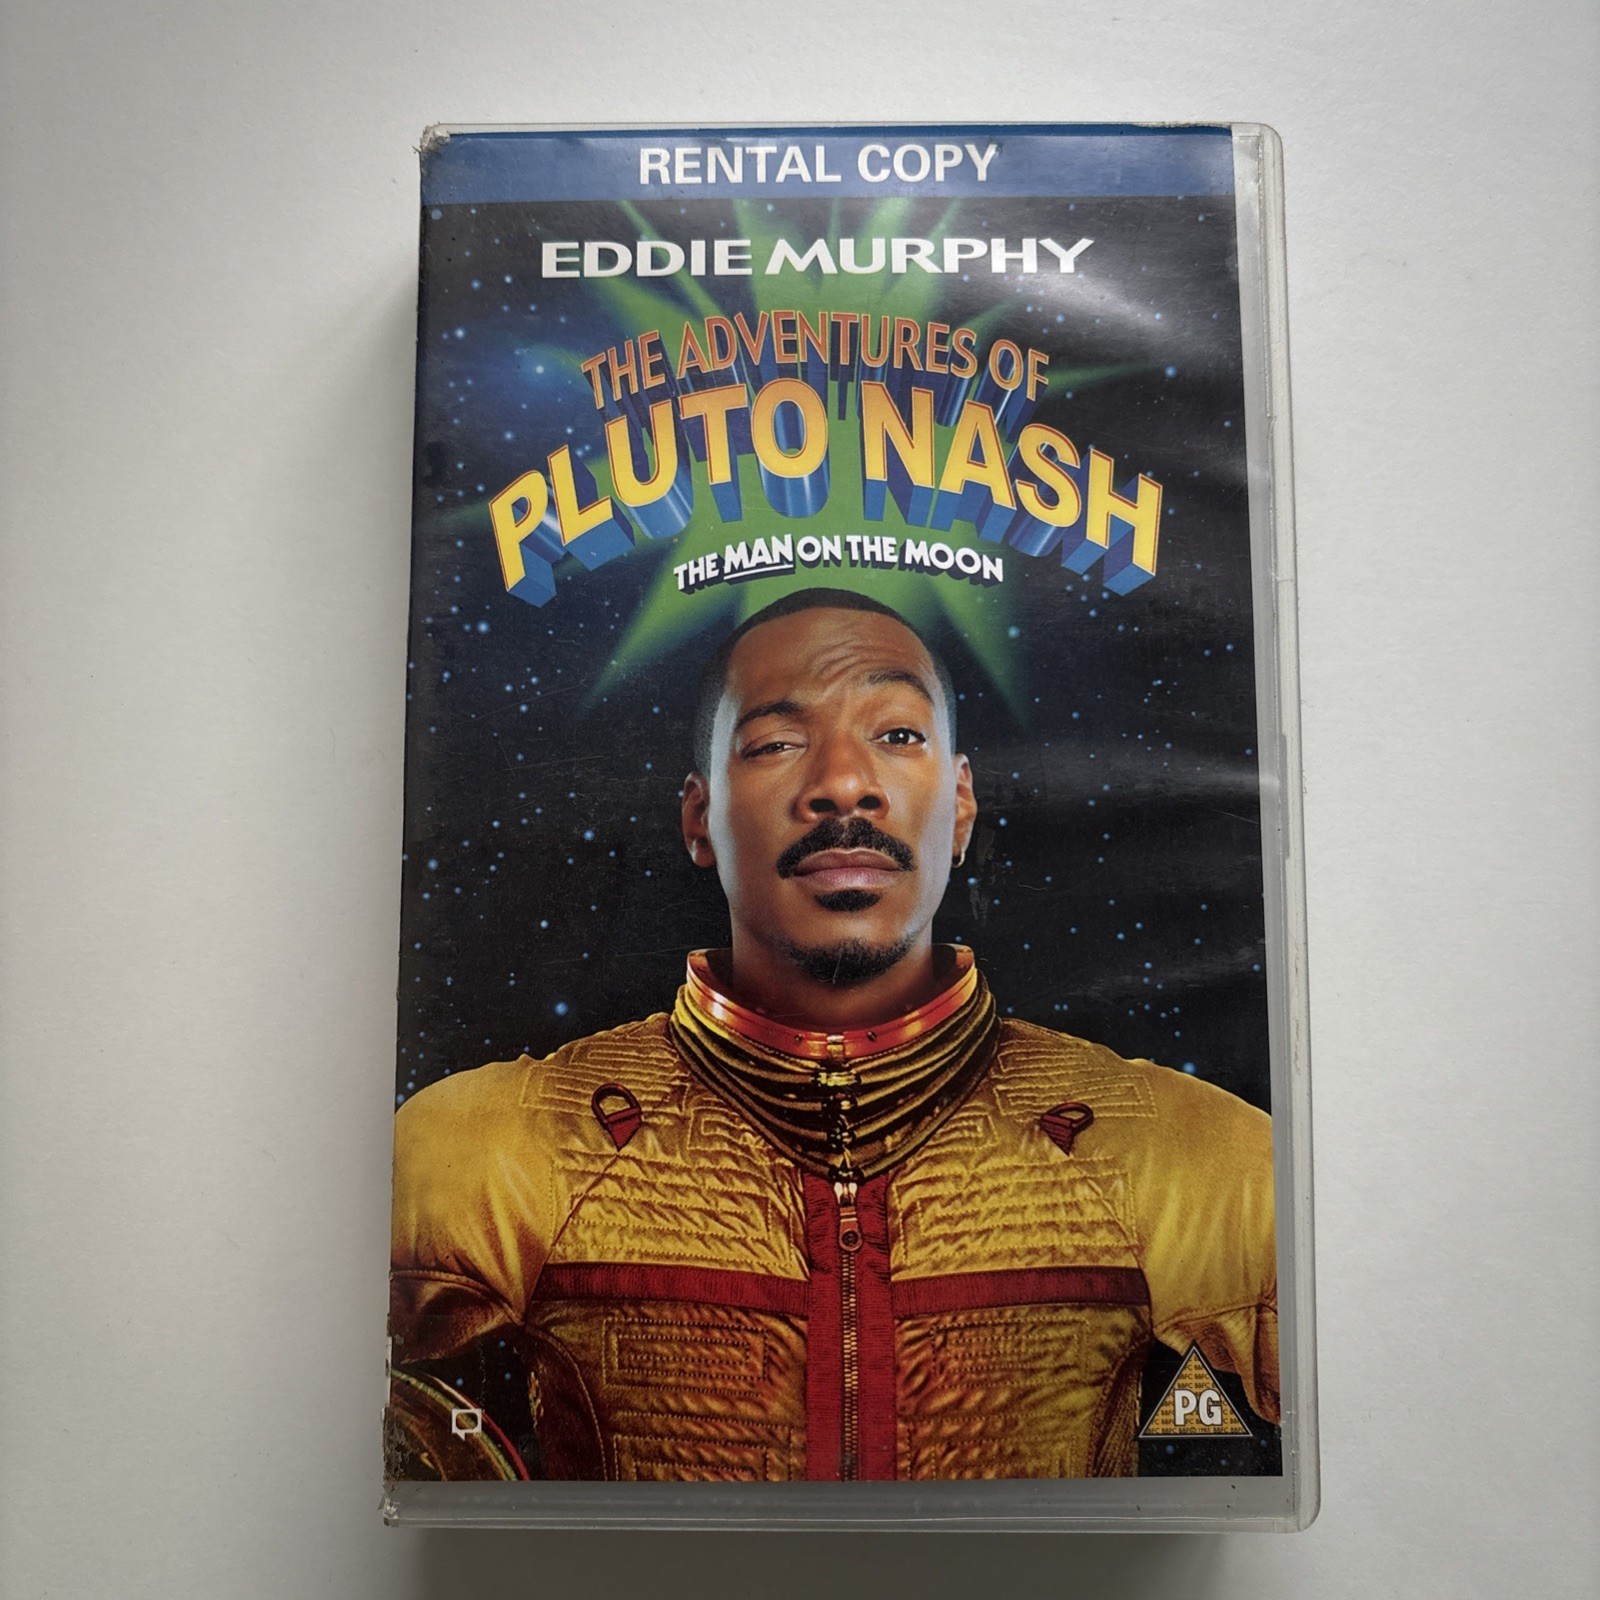 RENTAL COPY
EDDIE MURPHY
THE ADVENTURES OF
PLUTO NASH
THE MAN ON THE MOON
PG